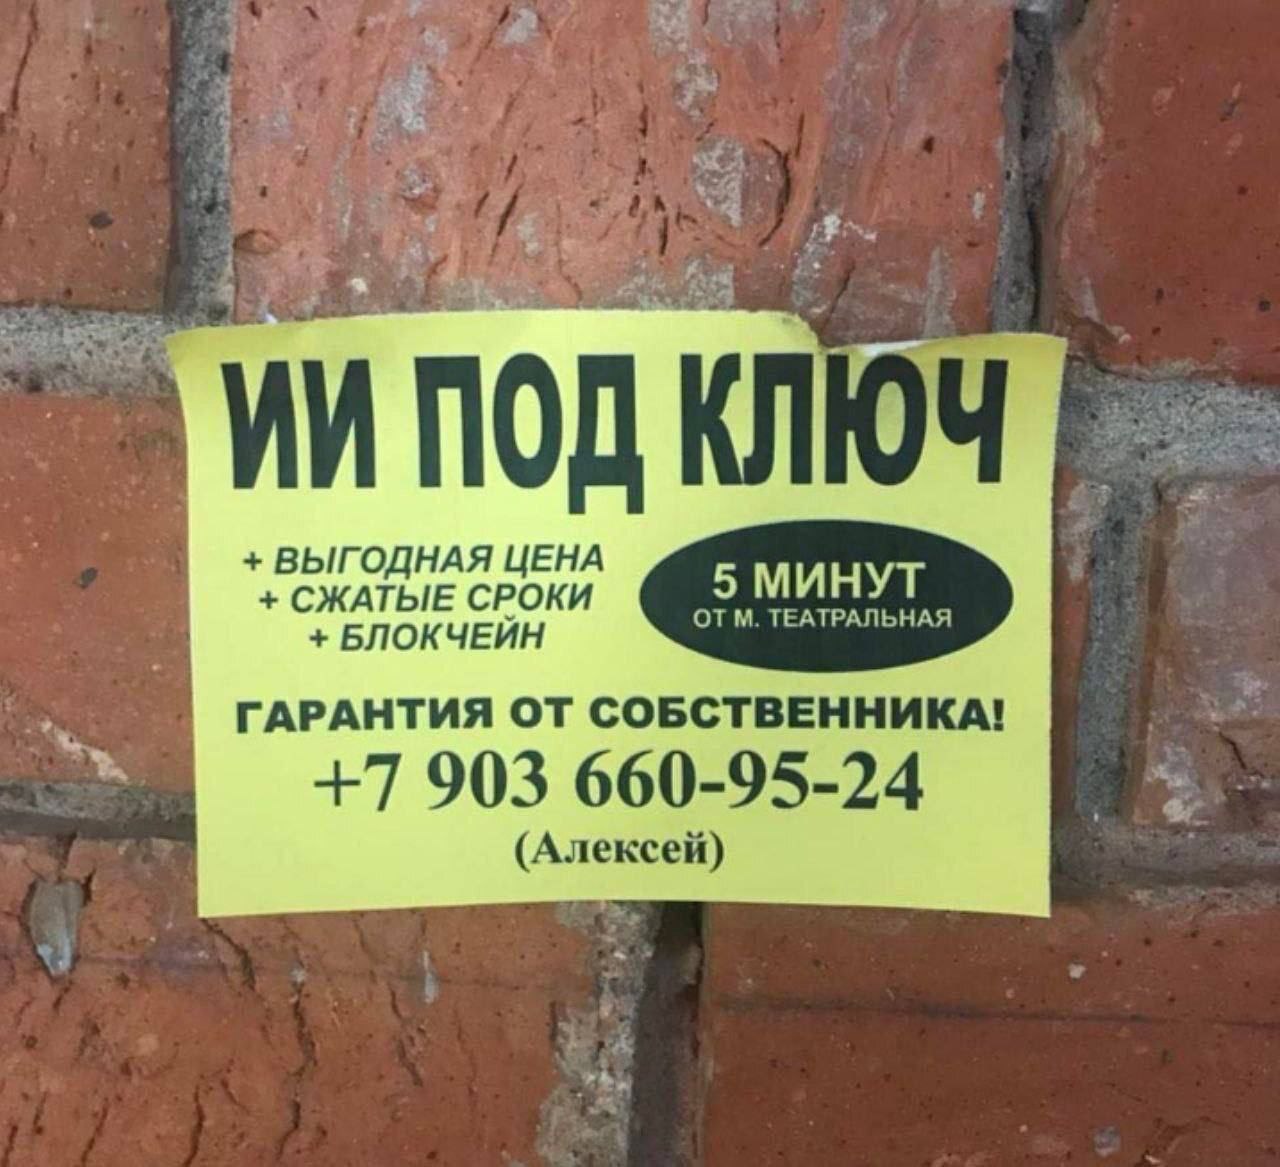 ИИ ПОД КЛЮЧ
+ ВЫГОДНАЯ ЦЕНА
+ СЖАТЫЕ СРОКИ
+ БЛОКЧЕЙН
5 МИНУТ
ОТ М. ТЕАТРАЛЬНАЯ
ГАРАНТИЯ ОТ СОБСТВЕННИКА!
+7 903 660-95-24
(Алексей)